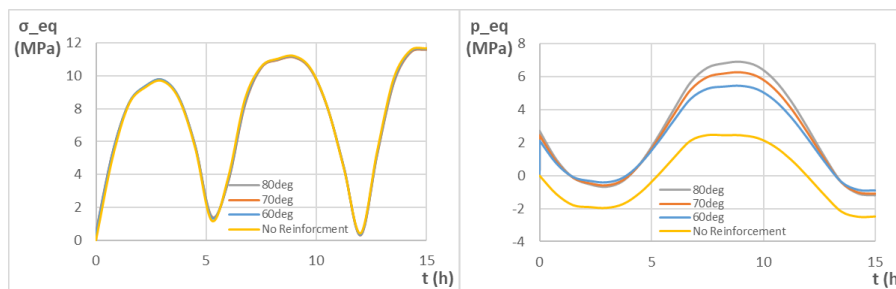 σ_eq
(MPa)
12
10
8
6
4
2
0
0
5
10
15
t (h)
80deg
70deg
60deg
No Reinforcment
p_eq
(MPa)
8
6
4
2
0
-2
-4
0
5
10
15
t (h)
80deg
70deg
60deg
No Reinforcement